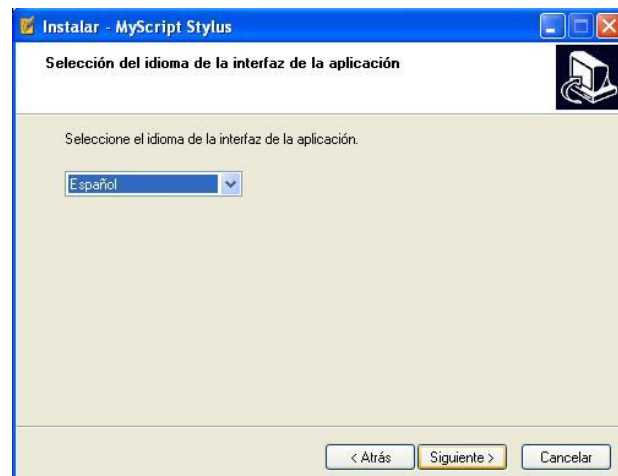 Instalar - MyScript Stylus
Selección del idioma de la interfaz de la aplicación
Seleccione el idioma de la interfaz de la aplicación.
Español
< Atrás Siguiente > Cancelar